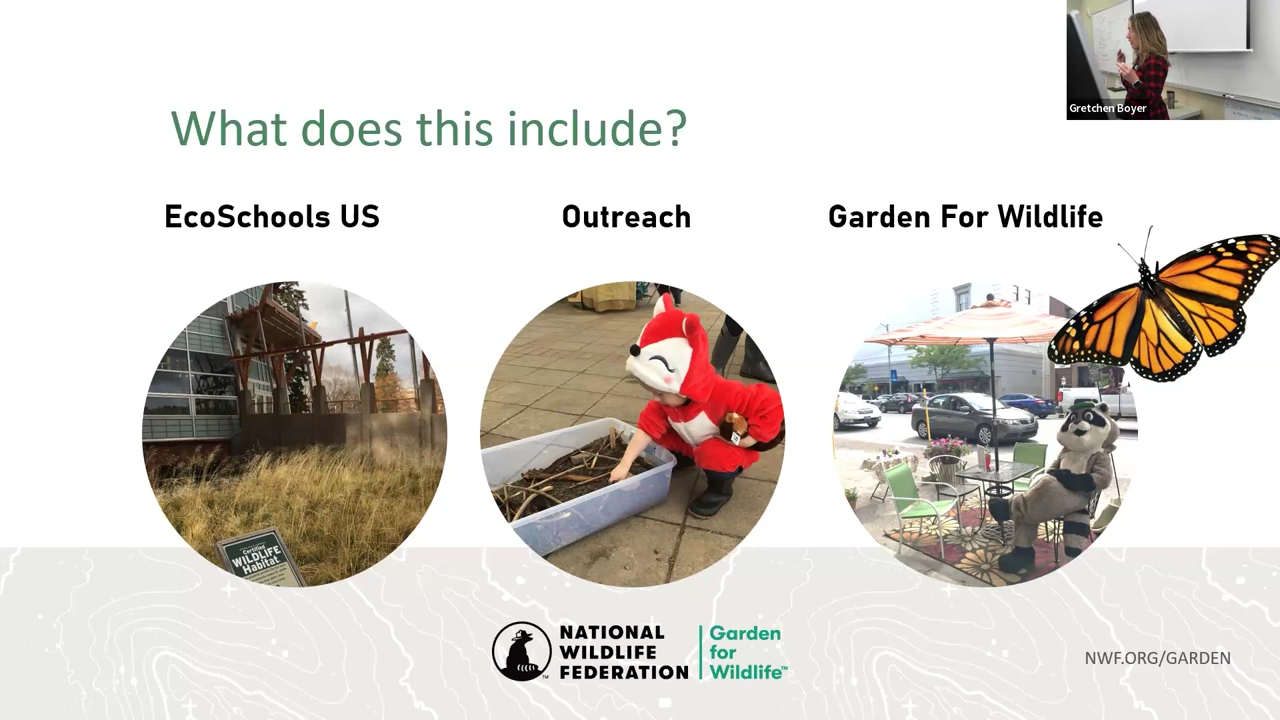 Gretchen Boyer
What does this include?
EcoSchools US
Outreach
Garden For Wildlife
Certified
WILDLIFE
Habitat
NATIONAL
WILDLIFE
FEDERATION
Garden
for
Wildlife™
NWF.ORG/GARDEN